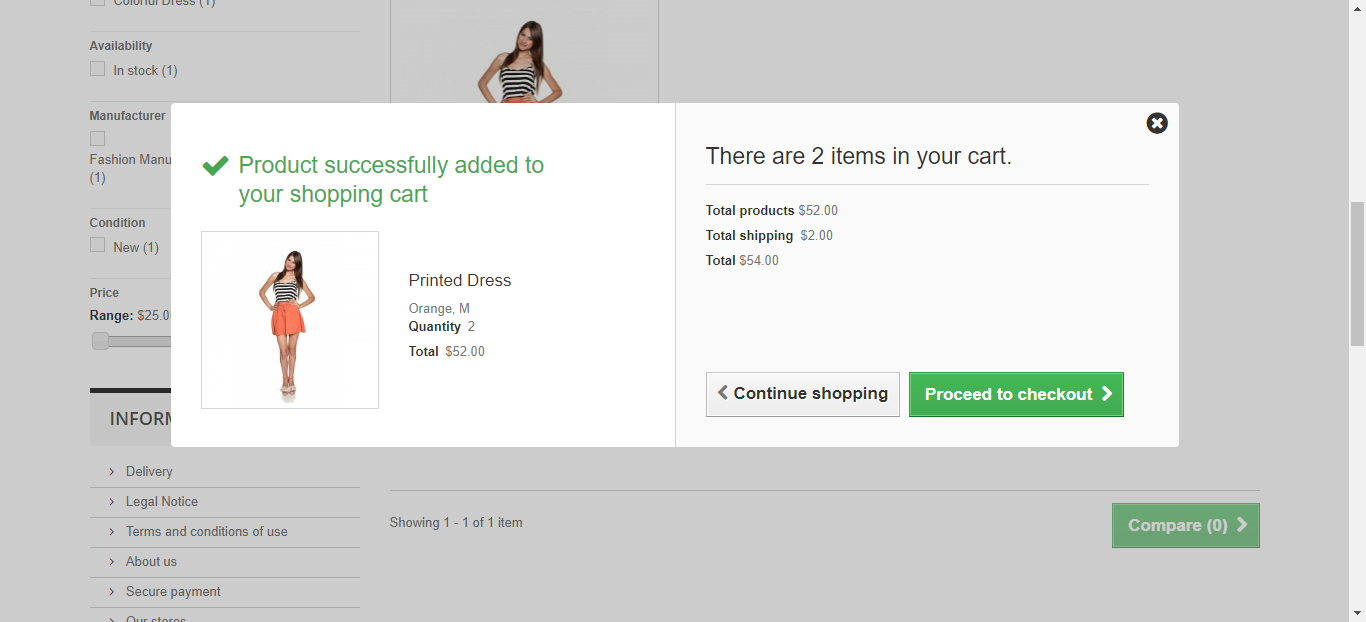 Colorful Dress (1)
Availability
In stock (1)
Manufacturer
Fashion Manu
(1)
Condition
New (1)
Price
Range: $25.0
INFORM
Delivery
Legal Notice
Terms and conditions of use
About us
Secure payment
Our stores
Product successfully added to
your shopping cart
Printed Dress
Orange, M
Quantity 2
Total $52.00
There are 2 items in your cart.
Total products $52.00
Total shipping $2.00
Total $54.00
Continue shopping
Proceed to checkout
Showing 1 - 1 of 1 item
Compare (0)